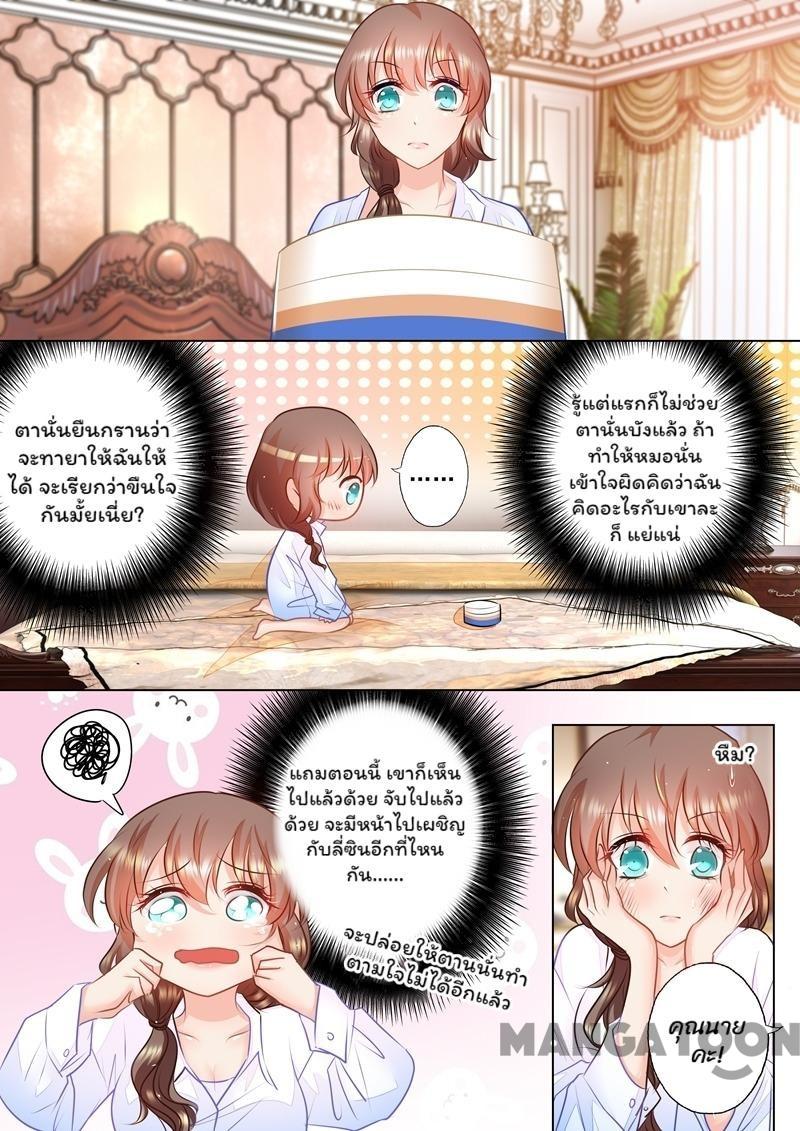 ตานั่นยืนกรานว่า
จะทายาให้ฉันให้
ได้ จะเรียกว่าขืนใจ
กันมั้ยเนี่ย?
......
รู้แต่แรกก็ไม่ช่วย
ตานั่นบังแล้ว ถ้า
ทำให้หมอนั่น
เข้าใจผิดคิดว่าฉัน
คิดอะไรกับเขาละ
ก็ แย่แน่
แถมตอนนี้ เขาก็เห็น
ไปแล้วด้วย จับไปแล้ว
ด้วย จะมีหน้าไปเผชิญ
กับลี่ซินอีกที่ไหน
กัน......
จะปล่อยให้ตานนั่นทำ
ตามใจไม่ได้อีกแล้ว
หืม?
คุณนาย
คะ!
MANGATOON